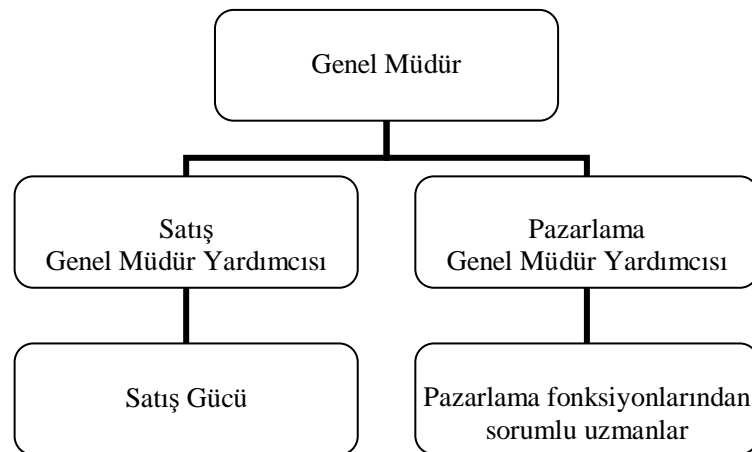 Genel Müdür
Satış
Genel Müdür Yardımcısı
Pazarlama
Genel Müdür Yardımcısı
Satış Gücü
Pazarlama fonksiyonlarından
sorumlu uzmanlar